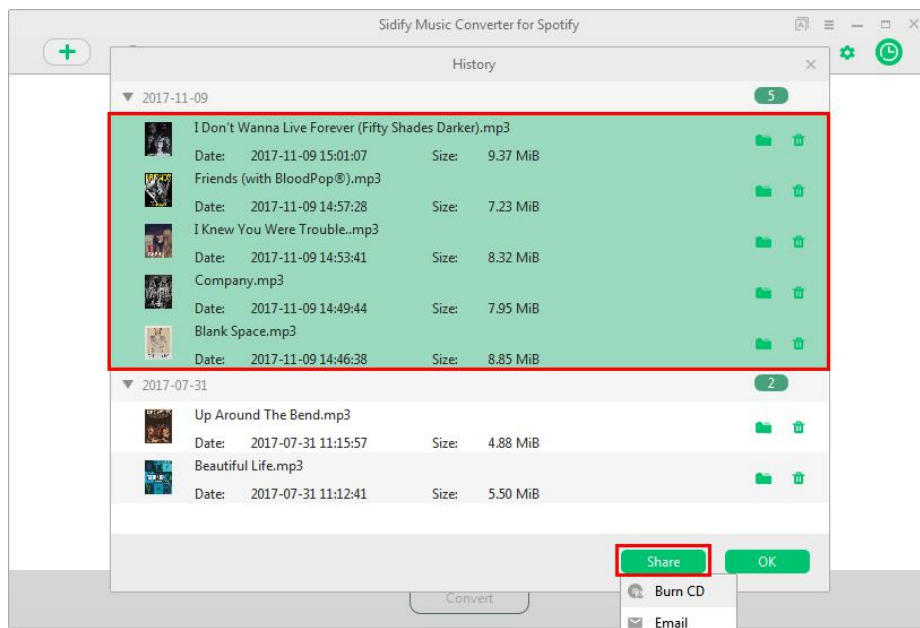 Sidify Music Converter for Spotify
History
2017-11-09 5
I Don't Wanna Live Forever (Fifty Shades Darker).mp3
Date: 2017-11-09 15:01:07 Size: 9.37 MiB
Friends (with BloodPop®).mp3
Date: 2017-11-09 14:57:28 Size: 7.23 MiB
I Knew You Were Trouble..mp3
Date: 2017-11-09 14:53:41 Size: 8.32 MiB
Company.mp3
Date: 2017-11-09 14:49:44 Size: 7.95 MiB
Blank Space.mp3
Date: 2017-11-09 14:46:38 Size: 8.85 MiB
2017-07-31 2
Up Around The Bend.mp3
Date: 2017-07-31 11:15:57 Size: 4.88 MiB
Beautiful Life.mp3
Date: 2017-07-31 11:12:41 Size: 5.50 MiB
Share OK
Burn CD
Convert
Email